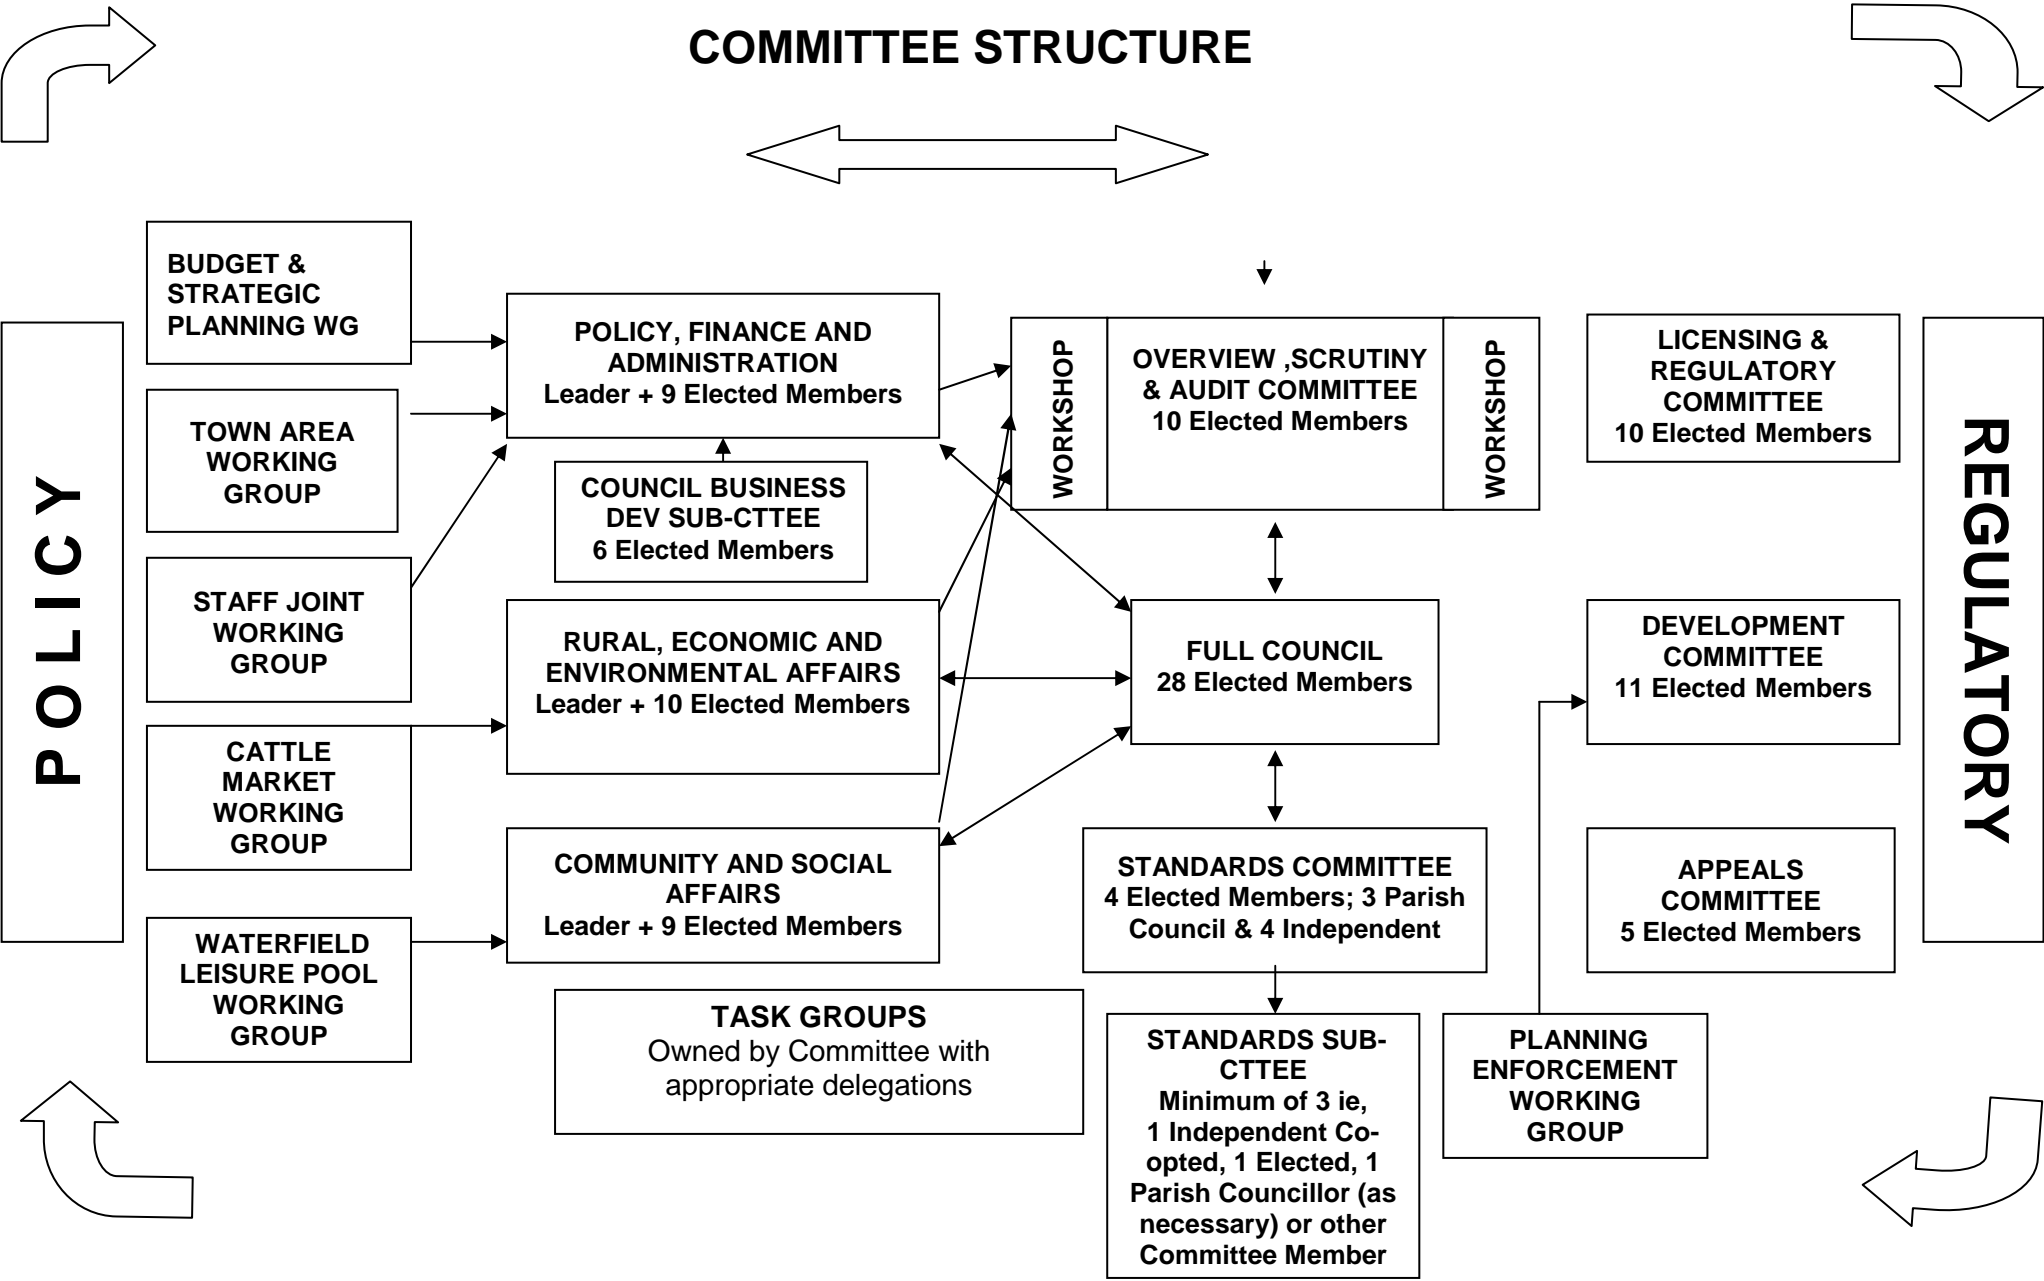 COMMITTEE STRUCTURE
POLICY
BUDGET &
STRATEGIC
PLANNING WG
TOWN AREA
WORKING
GROUP
STAFF JOINT
WORKING
GROUP
CATTLE
MARKET
WORKING
GROUP
WATERFIELD
LEISURE POOL
WORKING
GROUP
POLICY, FINANCE AND
ADMINISTRATION
Leader + 9 Elected Members
COUNCIL BUSINESS
DEV SUB-CTTEE
6 Elected Members
RURAL, ECONOMIC AND
ENVIRONMENTAL AFFAIRS
Leader + 10 Elected Members
COMMUNITY AND SOCIAL
AFFAIRS
Leader + 9 Elected Members
TASK GROUPS
Owned by Committee with
appropriate delegations
WORKSHOP
OVERVIEW ,SCRUTINY
& AUDIT COMMITTEE
10 Elected Members
WORKSHOP
FULL COUNCIL
28 Elected Members
STANDARDS COMMITTEE
4 Elected Members; 3 Parish
Council & 4 Independent
STANDARDS SUB-
CTTEE
Minimum of 3 ie,
1 Independent Co-
opted, 1 Elected, 1
Parish Councillor (as
necessary) or other
Committee Member
LICENSING &
REGULATORY
COMMITTEE
10 Elected Members
DEVELOPMENT
COMMITTEE
11 Elected Members
APPEALS
COMMITTEE
5 Elected Members
PLANNING
ENFORCEMENT
WORKING
GROUP
REGULATORY